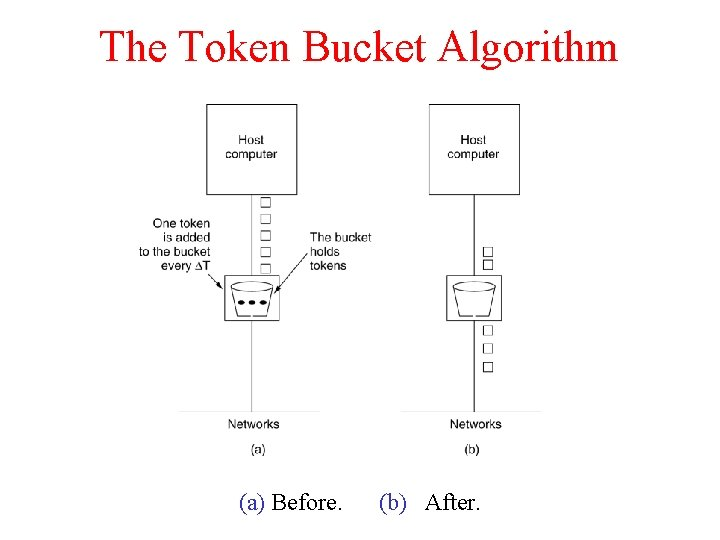 The Token Bucket Algorithm
Host
computer
Host
computer
One token
is added
to the bucket
every ΔT
The bucket
holds
tokens
Networks
(a)
Networks
(b)
(a) Before. (b) After.